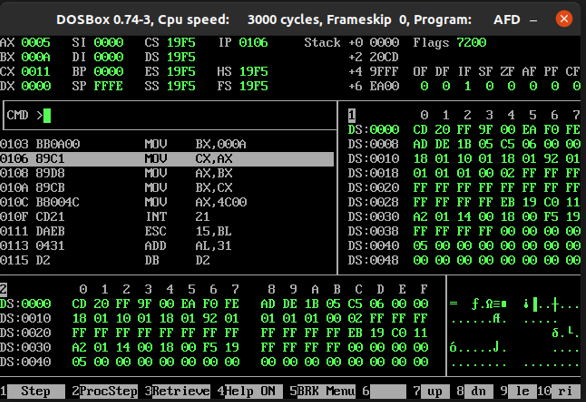 DOSBox 0.74-3, Cpu speed: 3000 cycles, Frameskip 0, Program: AFD
AX 0005 SI 0000 CS 19F5 IP 0106 Stack +0 0000 Flags 7200
BX 000A DI 0000 DS 19F5 +2 20CD
CX 0011 BP 0000 ES 19F5 HS 19F5 +4 9FFF OF DF IF SF ZF AF PF CF
DX 0000 SP FFFE SS 19F5 FS 19F5 +6 EA00 0 0 1 0 0 0 0 0
CMD >
0103 BB0A00 MOV BX,000A
0106 89C1 MOV CX,AX
0108 89D8 MOV AX,BX
010A 89CB MOV BX,CX
010C B8004C MOV AX,4C00
010F CD21 INT 21
0111 DAEB ESC 15,BL
0113 0431 ADD AL,31
0115 D2 DB D2
1 0 1 2 3 4 5 6 7
DS:0000 CD 20 FF 9F 00 EA F0 FE
DS:0008 AD DE 1B 05 C5 06 00 00
DS:0010 18 01 10 01 18 01 92 01
DS:0018 01 01 01 00 02 FF FF FF
DS:0020 FF FF FF FF FF FF FF FF
DS:0028 FF FF FF FF EB 19 C0 11
DS:0030 A2 01 14 00 18 00 F5 19
DS:0038 FF FF FF FF 00 00 00 00
DS:0040 05 00 00 00 00 00 00 00
DS:0048 00 00 00 00 00 00 00 00
2 0 1 2 3 4 5 6 7 8 9 A B C D E F
DS:0000 CD 20 FF 9F 00 EA F0 FE AD DE 1B 05 C5 06 00 00
DS:0010 18 01 10 01 18 01 92 01 01 01 01 00 02 FF FF FF
DS:0020 FF FF FF FF FF FF FF FF FF FF FF FF EB 19 C0 11
DS:0030 A2 01 14 00 18 00 F5 19 FF FF FF FF 00 00 00 00
DS:0040 05 00 00 00 00 00 00 00 00 00 00 00 00 00 00 00
1 Step 2ProcStep 3Retrieve 4Help ON 5BRK Menu 6 7 up 8 dn 9 le 10 ri